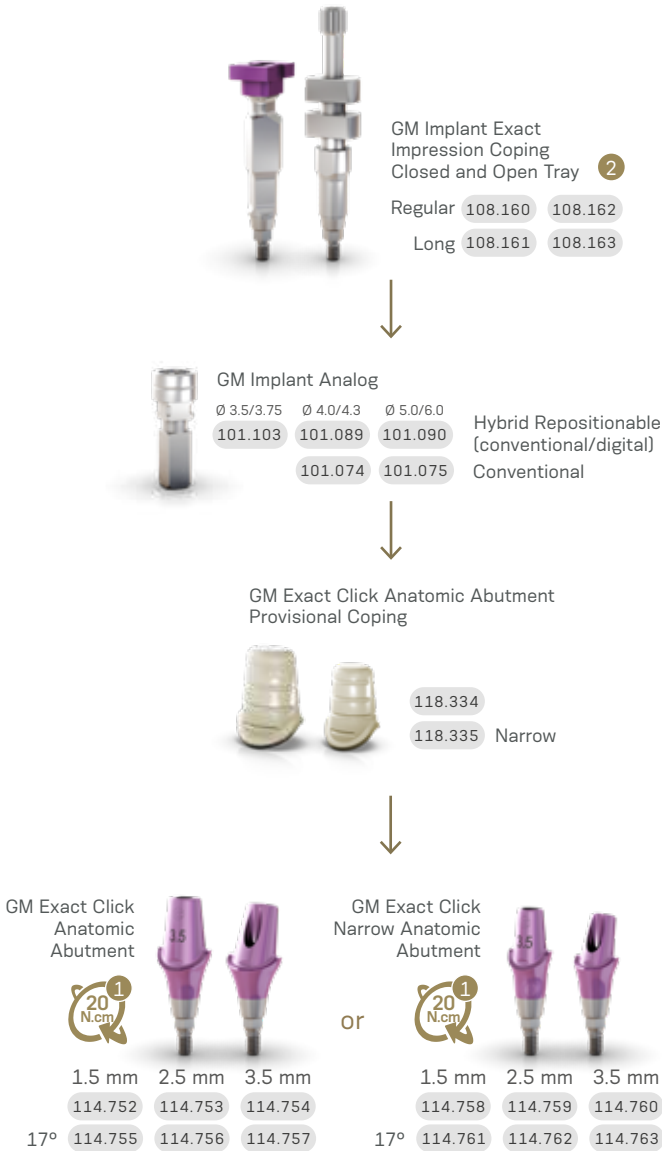 GM Implant Exact
Impression Coping
Closed and Open Tray 2
Regular 108.160 108.162
Long 108.161 108.163
GM Implant Analog
Ø 3.5/3.75 Ø 4.0/4.3 Ø 5.0/6.0
101.103 101.089 101.090 Hybrid Repositionable
(conventional/digital)
101.074 101.075 Conventional
GM Exact Click Anatomic Abutment
Provisional Coping
118.334
118.335 Narrow
GM Exact Click
Anatomic
Abutment
3.5
20
N.cm
1
or
GM Exact Click
Narrow Anatomic
Abutment
3.5
20
N.cm
1
1.5 mm 2.5 mm 3.5 mm
114.752 114.753 114.754
17º 114.755 114.756 114.757
1.5 mm 2.5 mm 3.5 mm
114.758 114.759 114.760
17º 114.761 114.762 114.763